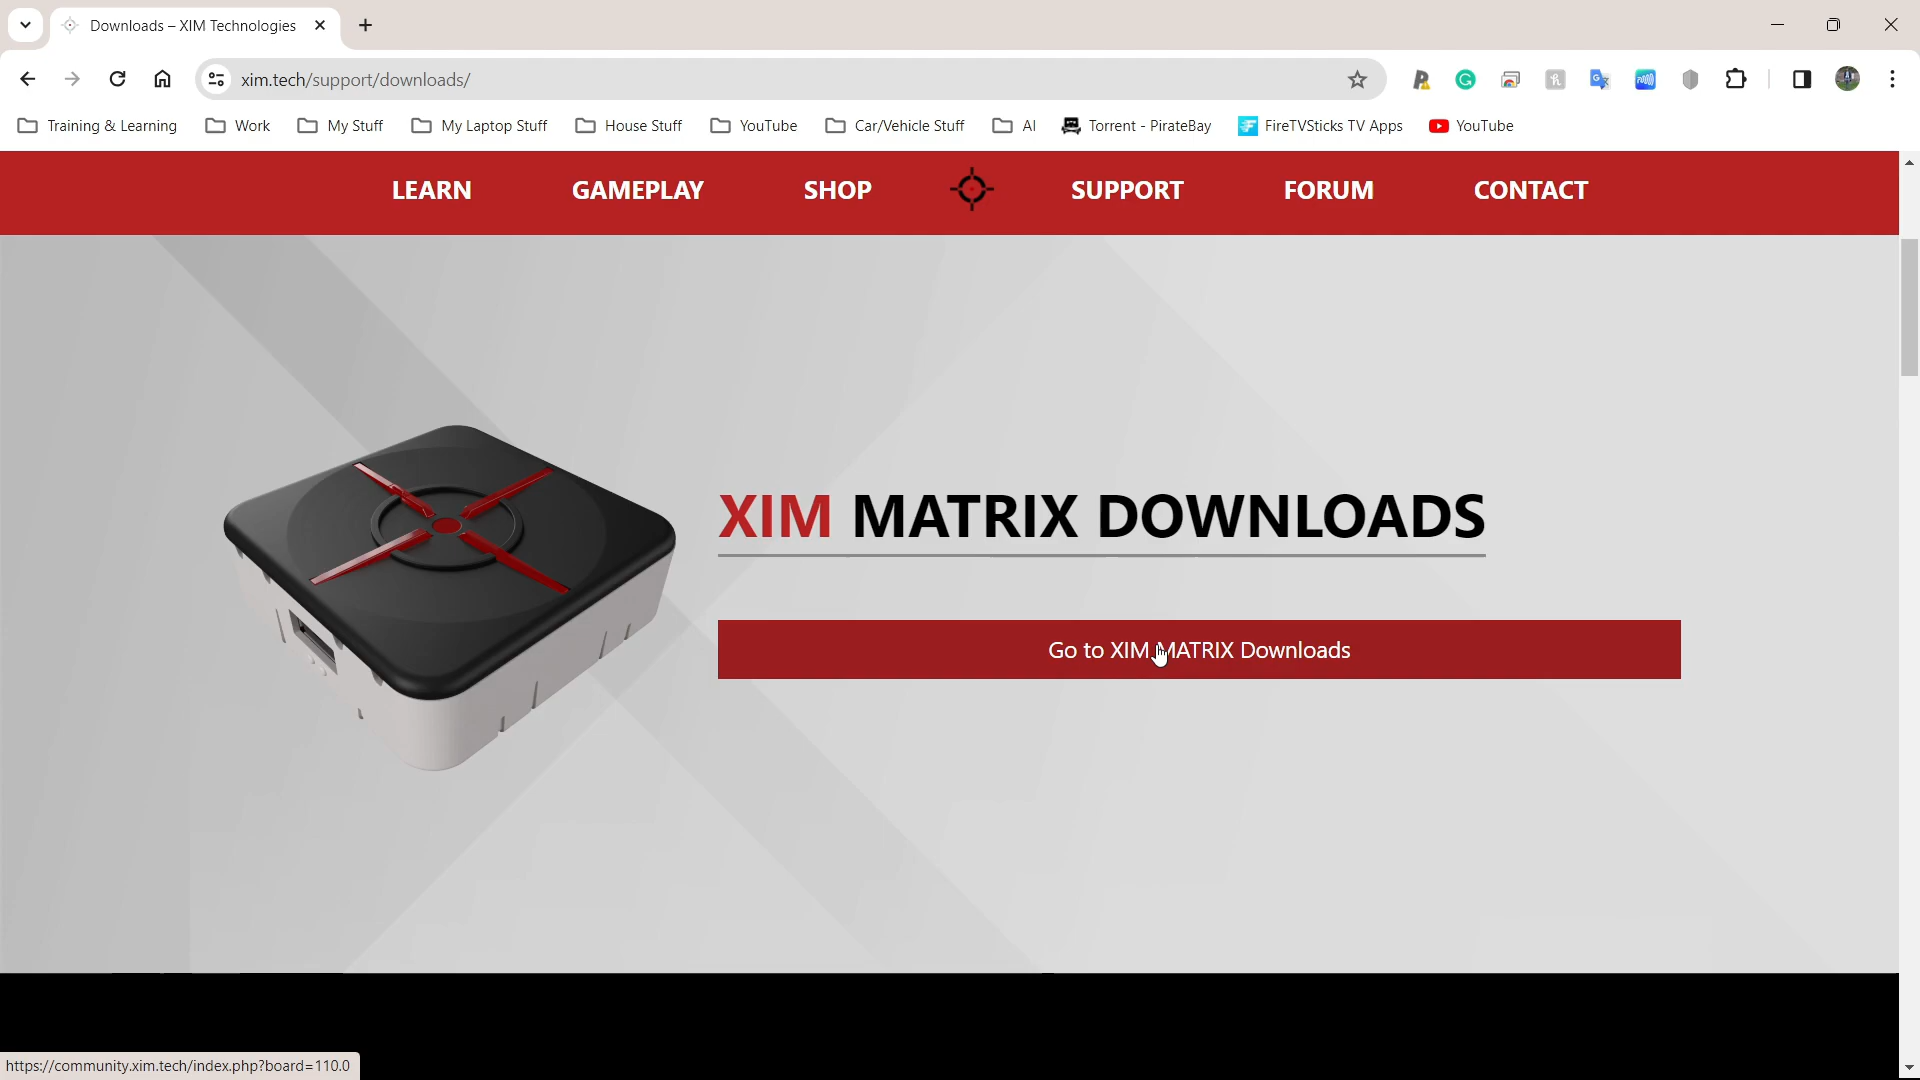 Downloads – XIM Technologies
xim.tech/support/downloads/
Training & Learning
Work
My Stuff
My Laptop Stuff
House Stuff
YouTube
Car/Vehicle Stuff
AI
Torrent - PirateBay
FireTVSticks TV Apps
YouTube
LEARN
GAMEPLAY
SHOP
SUPPORT
FORUM
CONTACT
XIM MATRIX DOWNLOADS
Go to XIM MATRIX Downloads
https://community.xim.tech/index.php?board=110.0